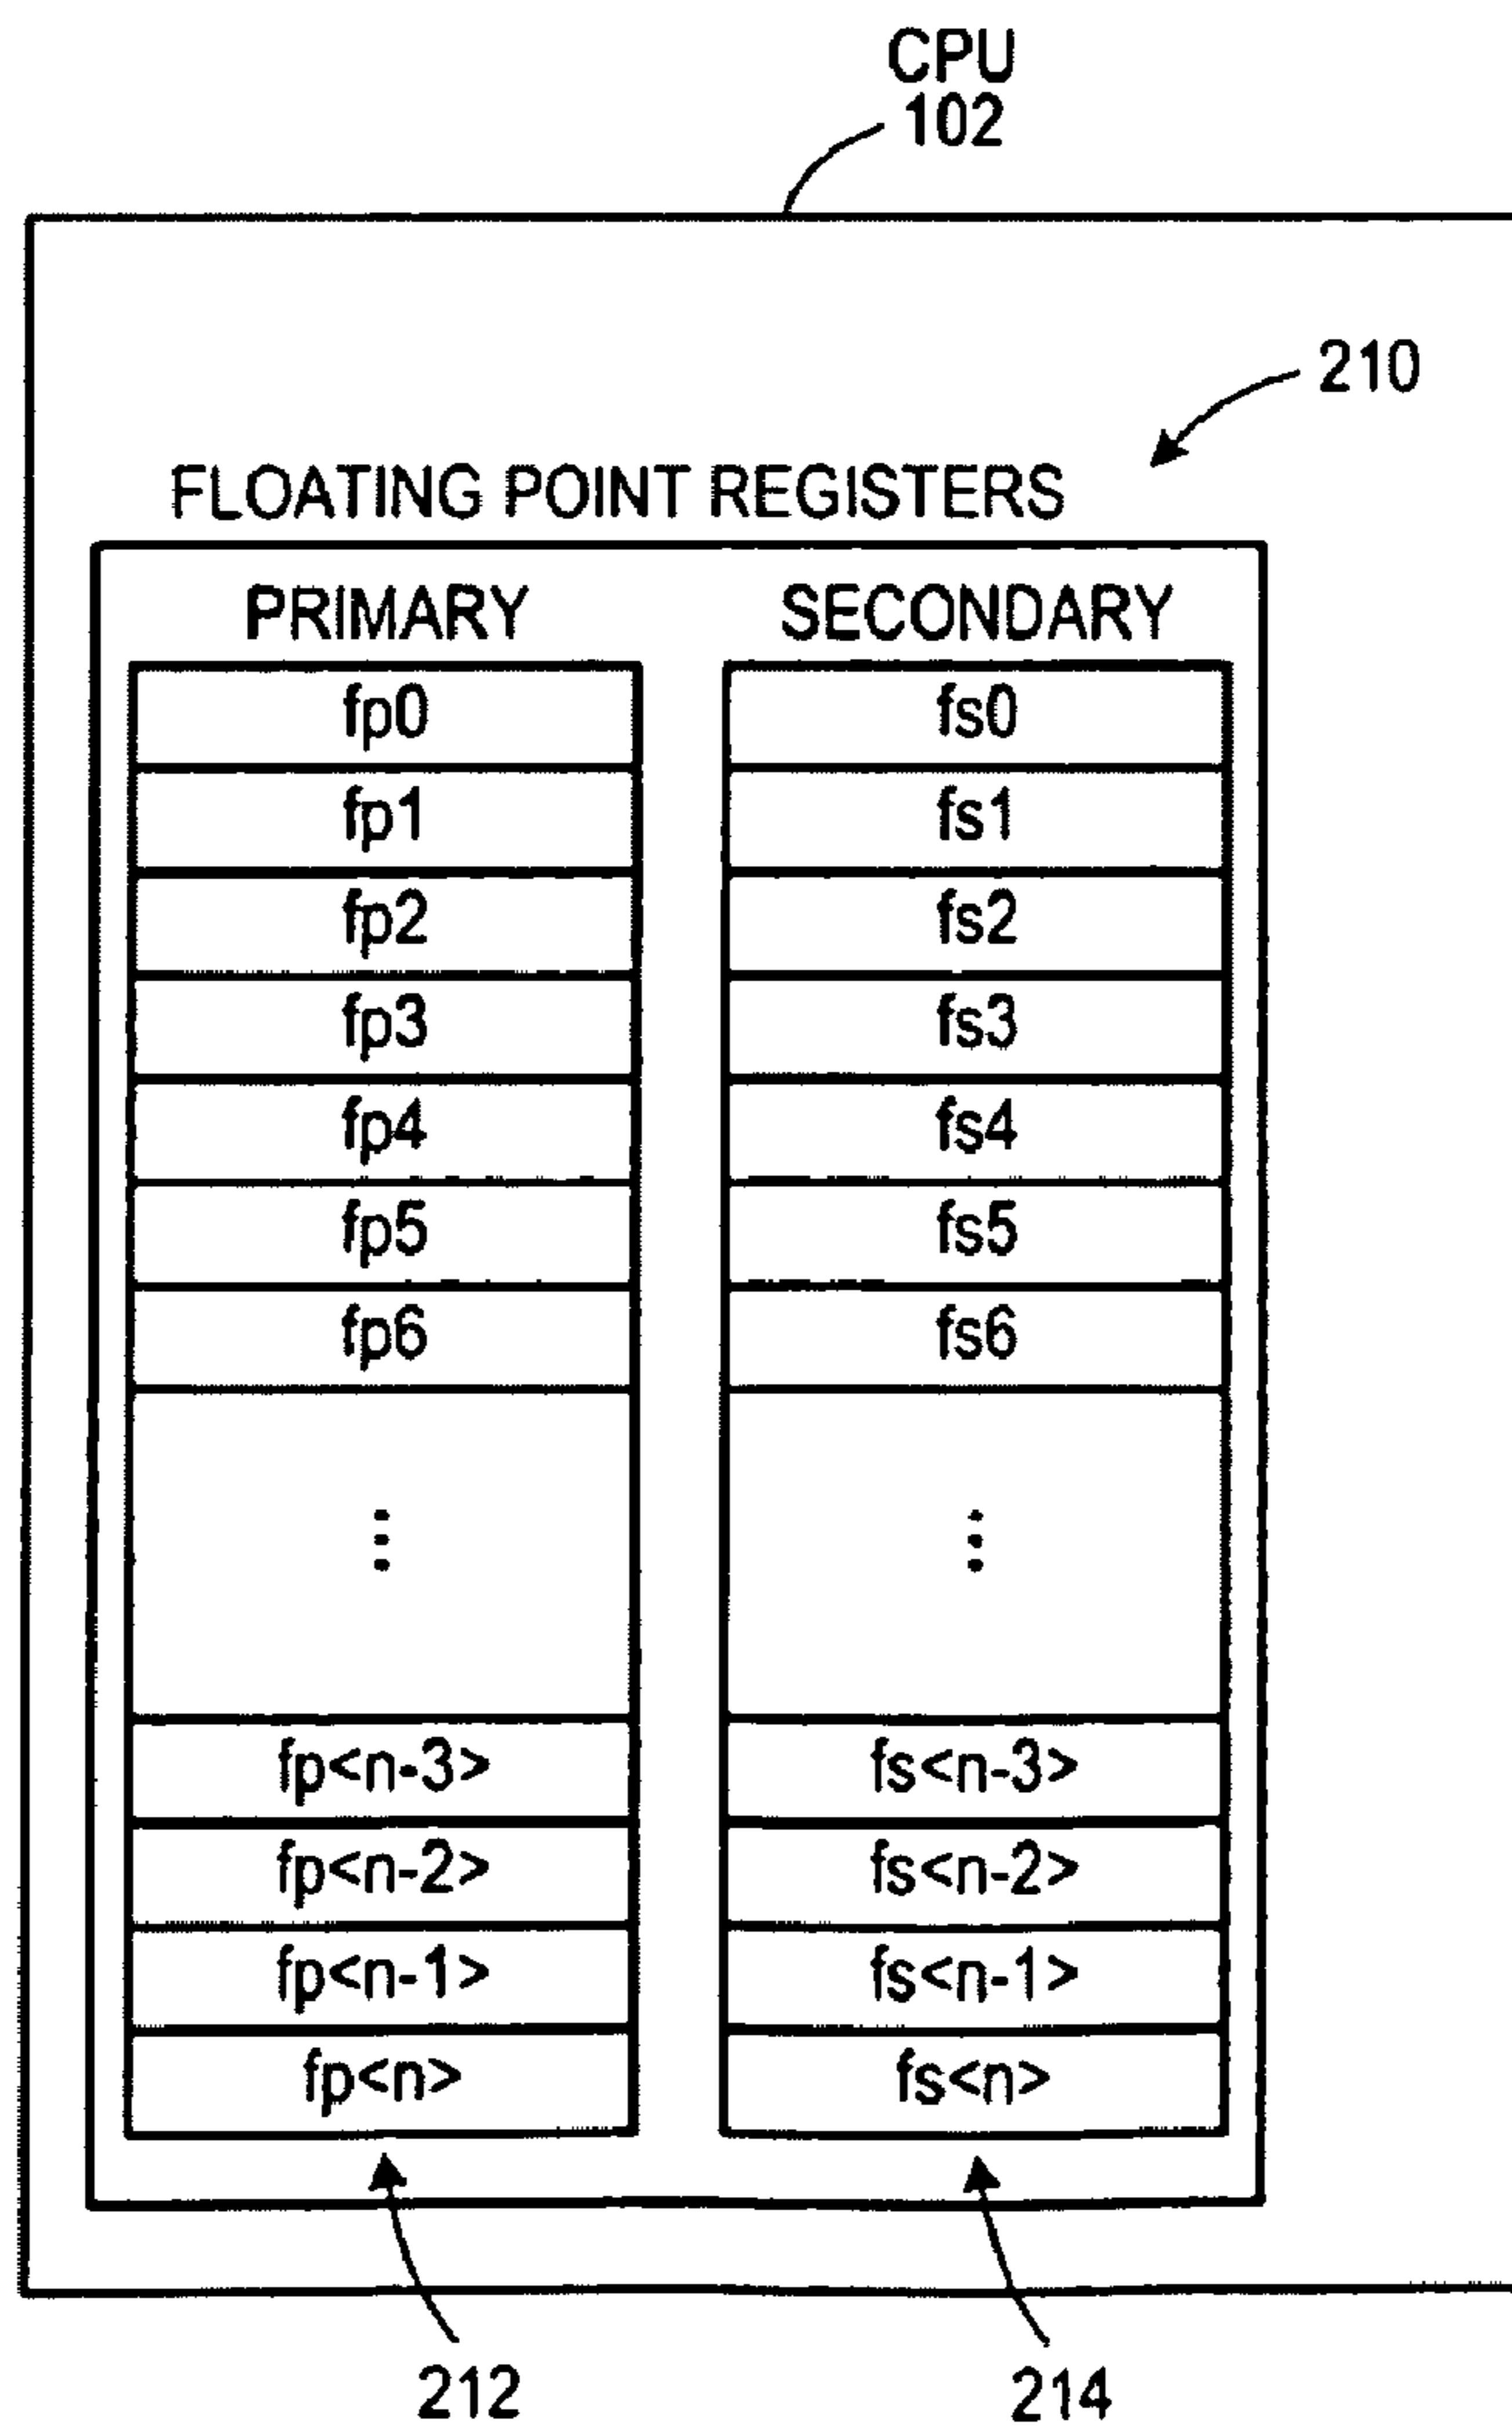 CPU
102
210
FLOATING POINT REGISTERS
PRIMARY SECONDARY
fp0 fs0
fp1 fs1
fp2 fs2
fp3 fs3
fp4 fs4
fp5 fs5
fp6 fs6
fp<n-3> fs<n-3>
fp<n-2> fs<n-2>
fp<n-1> fs<n-1>
fp<n> fs<n>
212 214